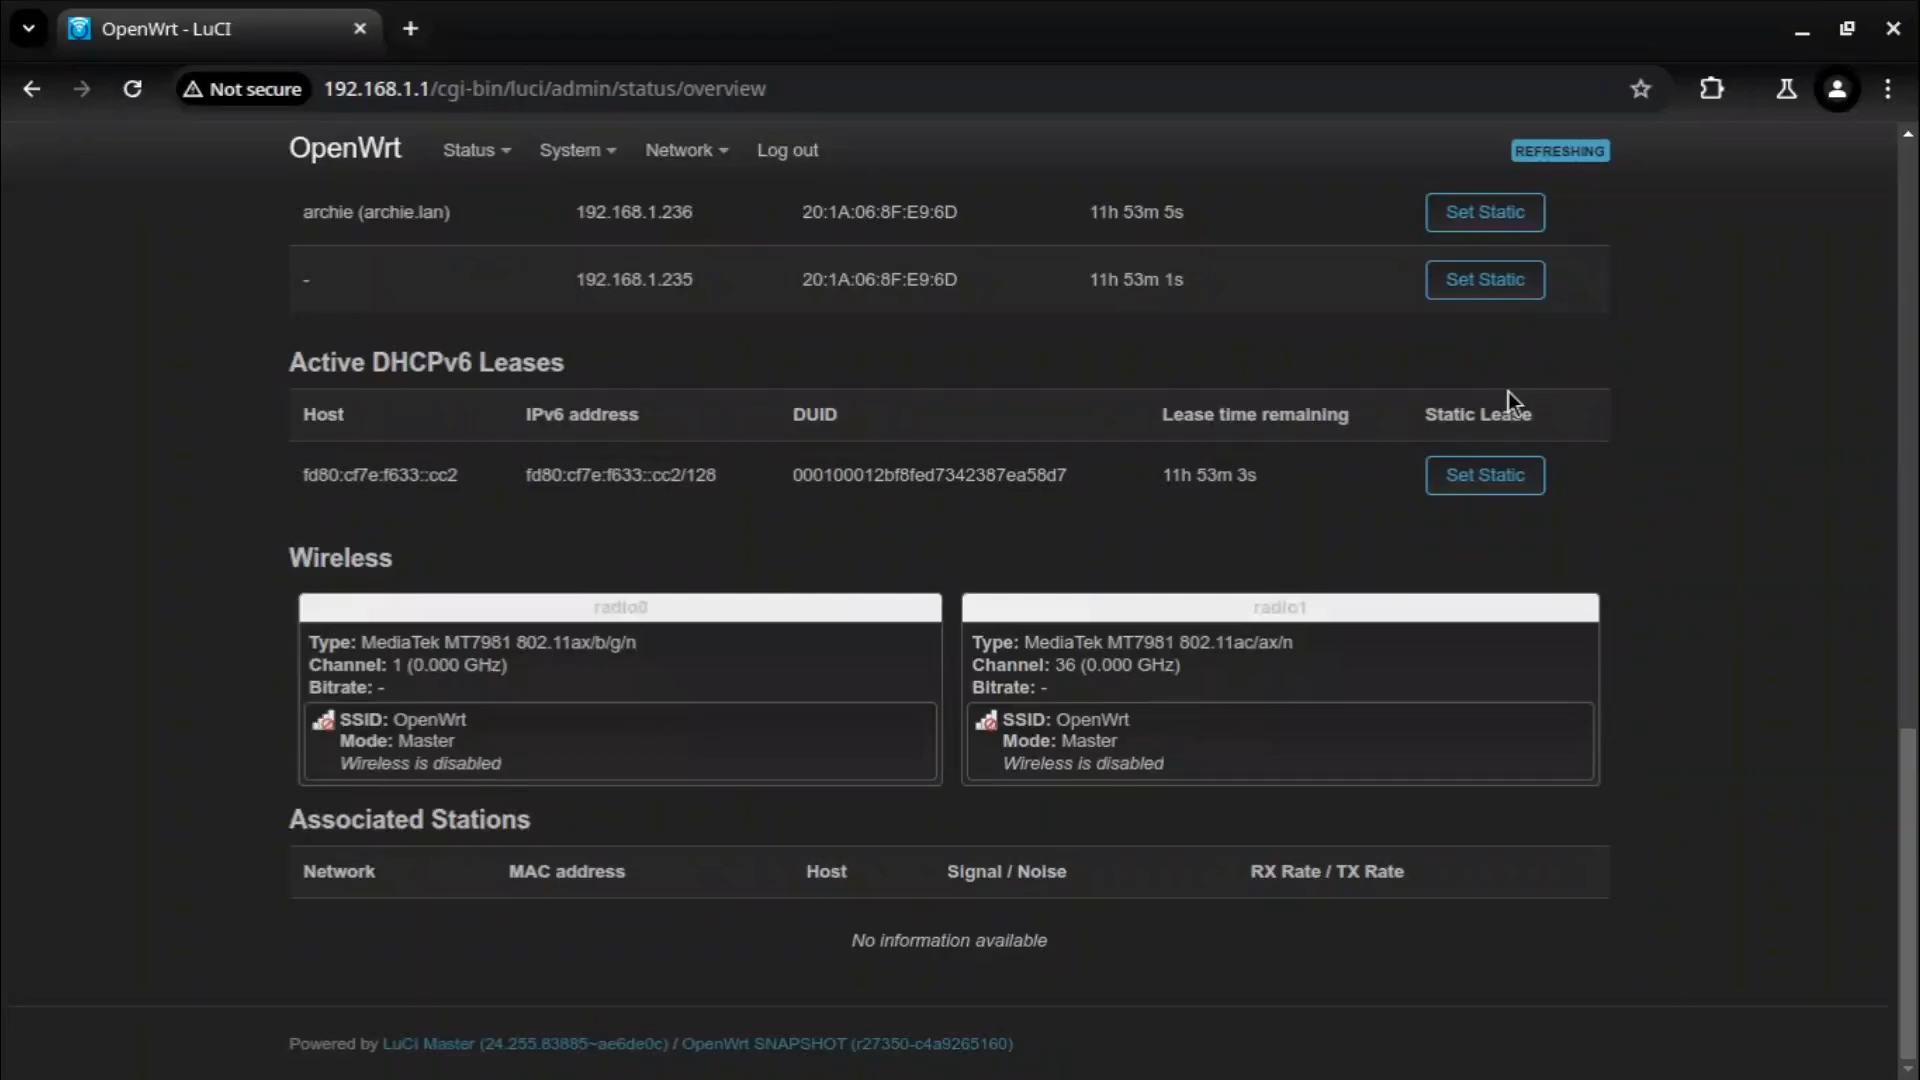 OpenWrt - LuCI
Not secure 192.168.1.1/cgi-bin/luci/admin/status/overview
OpenWrt Status System Network Log out REFRESHING
archie (archie.lan) 192.168.1.236 20:1A:06:8F:E9:6D 11h 53m 5s Set Static
- 192.168.1.235 20:1A:06:8F:E9:6D 11h 53m 1s Set Static
Active DHCPv6 Leases
Host IPv6 address DUID Lease time remaining Static Lease
fd80:cf7e:f633::cc2 fd80:cf7e:f633::cc2/128 000100012bf8fed7342387ea58d7 11h 53m 3s Set Static
Wireless
radio0 radio1
Type: MediaTek MT7981 802.11ax/b/g/n Type: MediaTek MT7981 802.11ac/ax/n
Channel: 1 (0.000 GHz) Channel: 36 (0.000 GHz)
Bitrate: - Bitrate: -
SSID: OpenWrt SSID: OpenWrt
Mode: Master Mode: Master
Wireless is disabled Wireless is disabled
Associated Stations
Network MAC address Host Signal / Noise RX Rate / TX Rate
No information available
Powered by LuCI Master (24.255.83885~ae6de0c) / OpenWrt SNAPSHOT (r27350-c4a9265160)